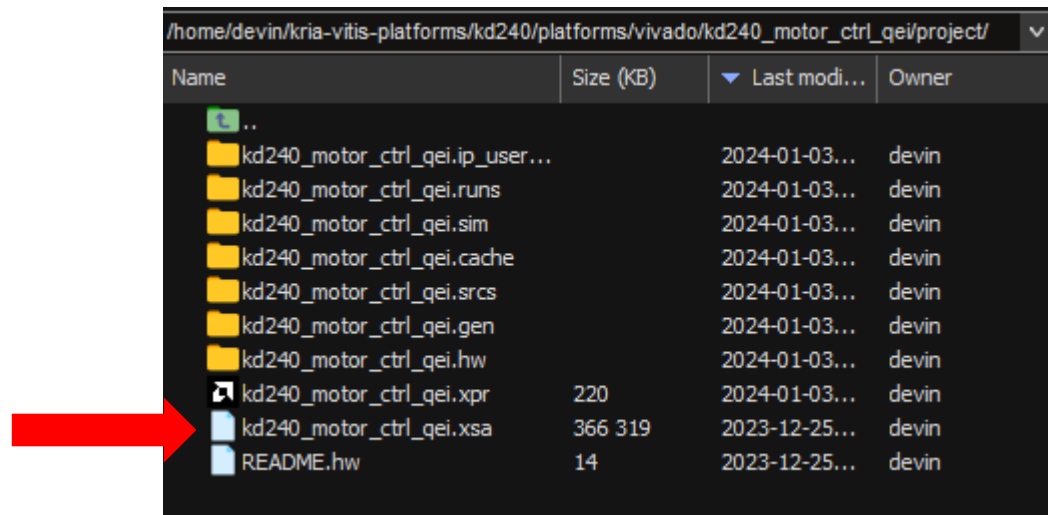 /home/devin/kria-vitis-platforms/kd240/platforms/vivado/kd240_motor_ctrl_qei/project/
Name Size (KB) Last modi... Owner
..
kd240_motor_ctrl_qei.ip_user... 2024-01-03... devin
kd240_motor_ctrl_qei.runs 2024-01-03... devin
kd240_motor_ctrl_qei.sim 2024-01-03... devin
kd240_motor_ctrl_qei.cache 2024-01-03... devin
kd240_motor_ctrl_qei.srcs 2024-01-03... devin
kd240_motor_ctrl_qei.gen 2024-01-03... devin
kd240_motor_ctrl_qei.hw 2024-01-03... devin
kd240_motor_ctrl_qei.xpr 220 2024-01-03... devin
kd240_motor_ctrl_qei.xsa 366 319 2023-12-25... devin
README.hw 14 2023-12-25... devin